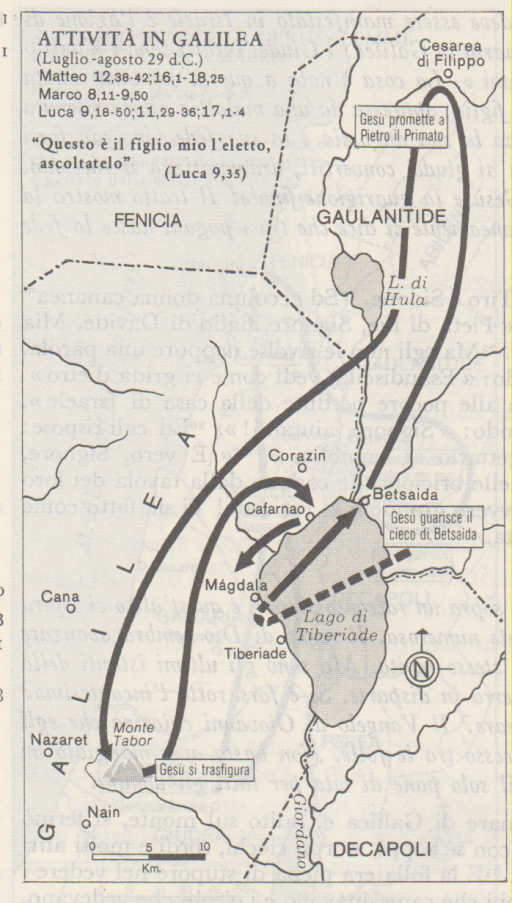 ATTIVITÀ IN GALILEA
(Luglio-agosto 29 d.C.)
Matteo 12,38-42;16,1-18,25
Marco 8,11-9,50
Luca 9,18-50;11,29-36;17,1-4
"Questo è il figlio mio l'eletto,
ascoltatelo"
(Luca 9,35)
Cesarea
di Filippo
Gesù promette a
Pietro il Primato
FENICIA
GAULANITIDE
L. di
Hula
GALILEA
Corazin
Cafarnao
Betsaida
Gesù guarisce il
cieco di Betsaida
Mágdala
Cana
Lago di
Tiberiade
Tiberiade
N
Monte
Tabor
Nazaret
Gesù si trasfigura
Nain
0 5 10
Km.
Giordano
DECAPOLI